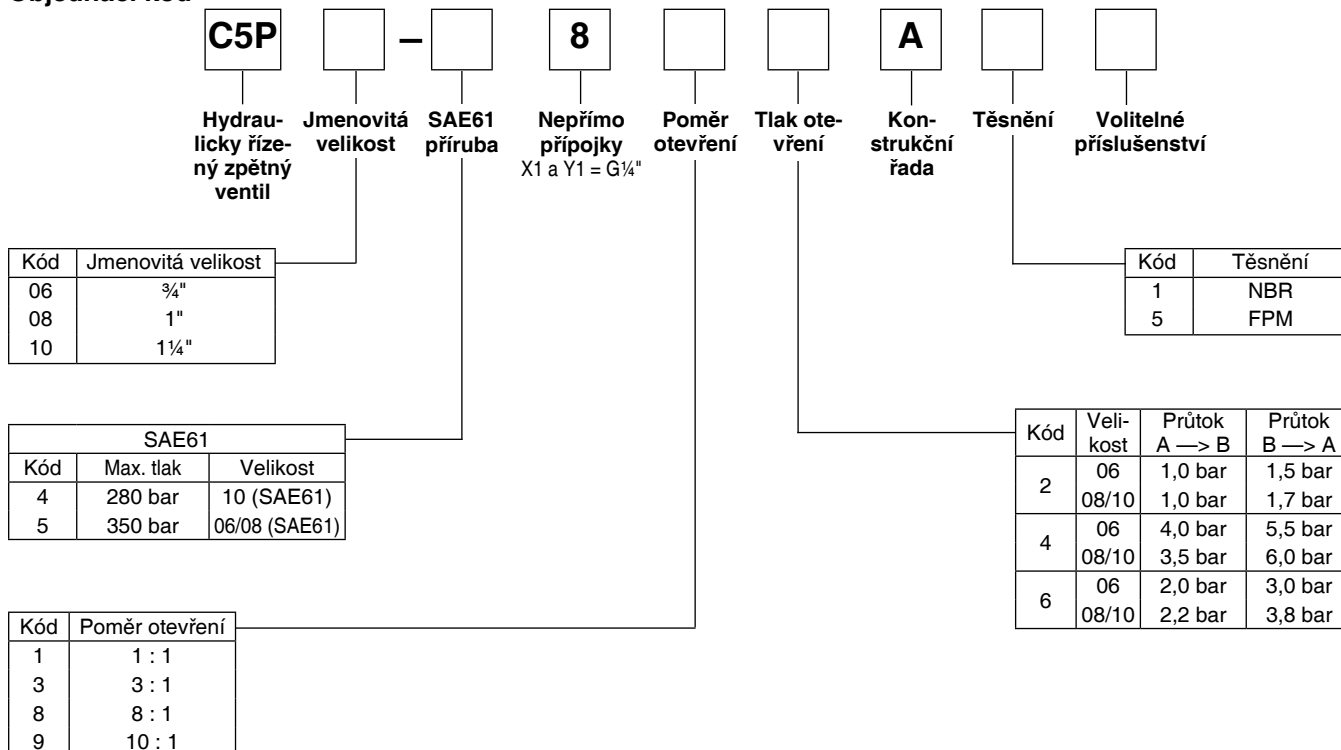 Objednací kód
C5P – 8 A
Hydrau-
licky říze-
ný zpětný
ventil
Jmenovitá
velikost
SAE61
příruba
Nepřímo
přípojky
X1 a Y1 = G¼"
Poměr
otevření
Tlak ote-
vření
Kon-
strukční
řada
Těsnění
Volitelné
příslušenství
Kód Jmenovitá velikost
06 ¾"
08 1"
10 1¼"
Kód Těsnění
1 NBR
5 FPM
SAE61
Kód Max. tlak Velikost
4 280 bar 10 (SAE61)
5 350 bar 06/08 (SAE61)
Kód Veli-
kost Průtok
A —> B Průtok
B —> A
2 06 1,0 bar 1,5 bar
08/10 1,0 bar 1,7 bar
4 06 4,0 bar 5,5 bar
08/10 3,5 bar 6,0 bar
6 06 2,0 bar 3,0 bar
08/10 2,2 bar 3,8 bar
Kód Poměr otevření
1 1 : 1
3 3 : 1
8 8 : 1
9 10 : 1